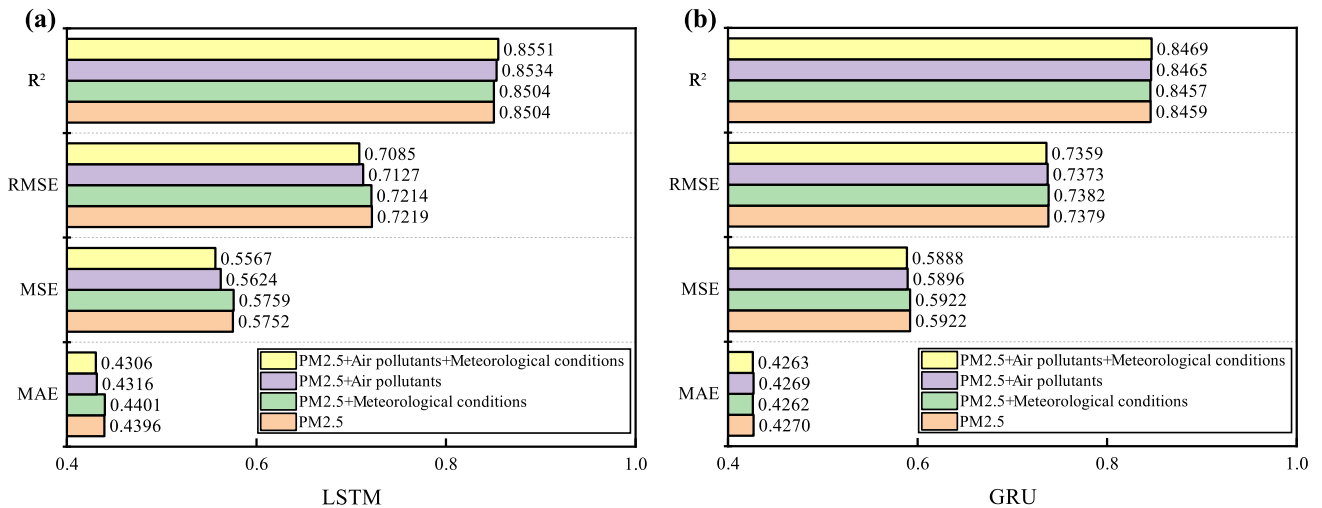 (a)
R²
0.8551
0.8534
0.8504
0.8504
RMSE
0.7085
0.7127
0.7214
0.7219
MSE
0.5567
0.5624
0.5759
0.5752
MAE
0.4306
0.4316
0.4401
0.4396
PM2.5+Air pollutants+Meteorological conditions
PM2.5+Air pollutants
PM2.5+Meteorological conditions
PM2.5
0.4 0.6 0.8 1.0
LSTM
(b)
R²
0.8469
0.8465
0.8457
0.8459
RMSE
0.7359
0.7373
0.7382
0.7379
MSE
0.5888
0.5896
0.5922
0.5922
MAE
0.4263
0.4269
0.4262
0.4270
PM2.5+Air pollutants+Meteorological conditions
PM2.5+Air pollutants
PM2.5+Meteorological conditions
PM2.5
0.4 0.6 0.8 1.0
GRU